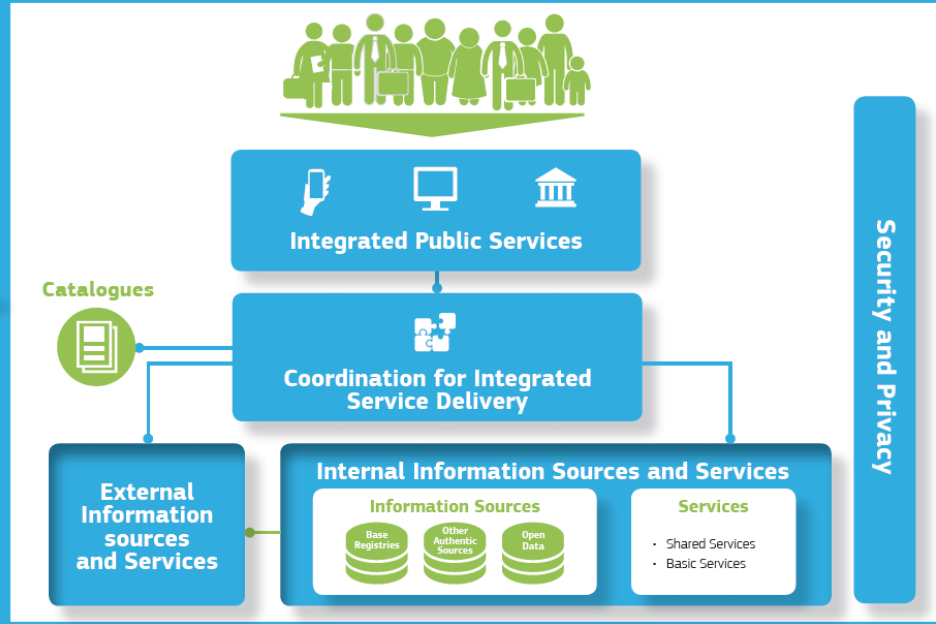 Integrated Public Services
Catalogues
Coordination for Integrated
Service Delivery
External
Information
sources
and Services
Internal Information Sources and Services
Information Sources
Base
Registries
Other
Authentic
Sources
Open
Data
Services
· Shared Services
· Basic Services
Security and Privacy